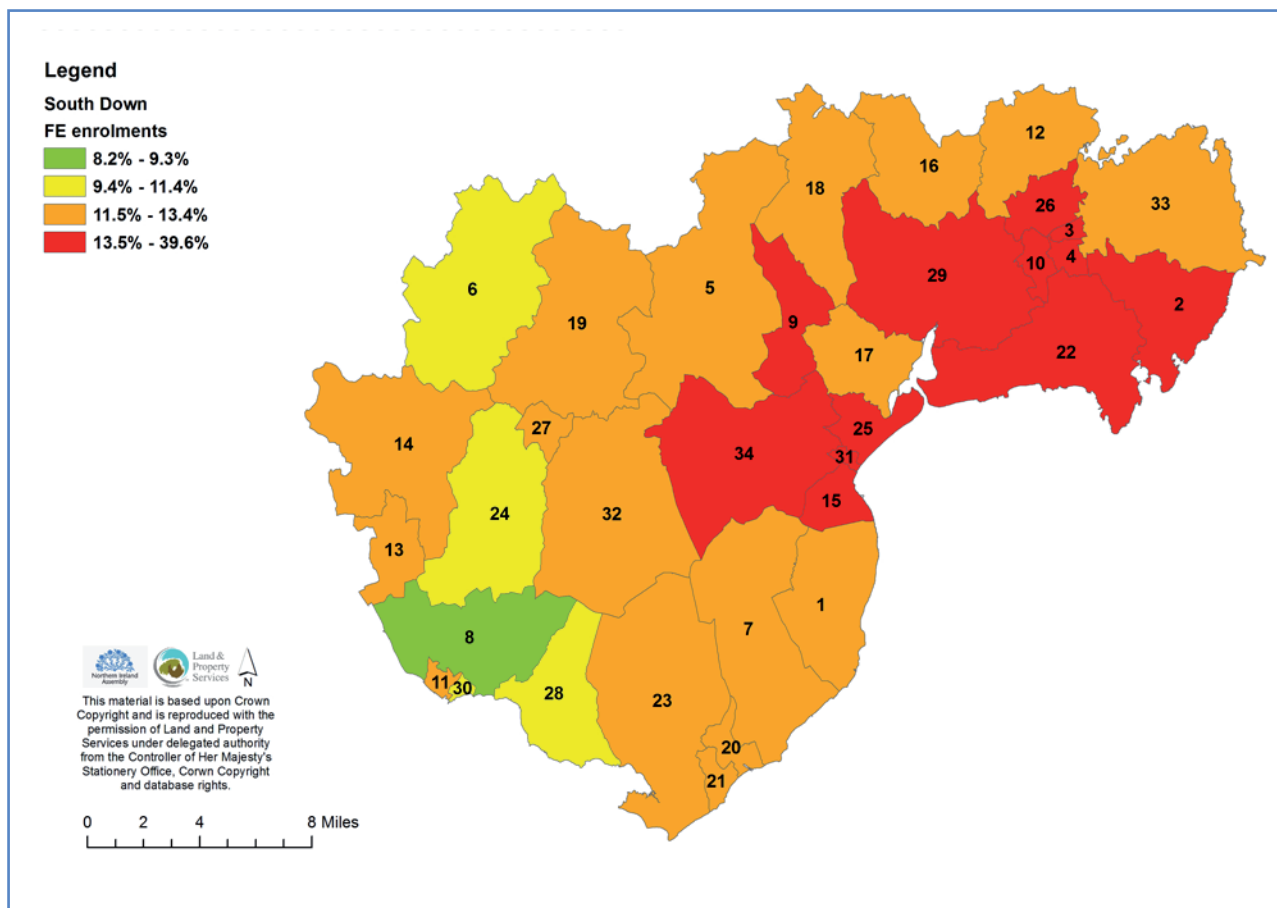 Legend
South Down
FE enrolments
8.2% - 9.3%
9.4% - 11.4%
11.5% - 13.4%
13.5% - 39.6%
12
16
18
26
33
3
10
4
29
5
6
2
19
9
22
17
27
25
14
34
31
15
24
32
13
1
7
8
11
30
28
23
20
21
Northern Ireland
Assembly
Land &
Property
Services
N
This material is based upon Crown
Copyright and is reproduced with the
permission of Land and Property
Services under delegated authority
from the Controller of Her Majesty's
Stationery Office, Corwn Copyright
and database rights.
0 2 4 8 Miles